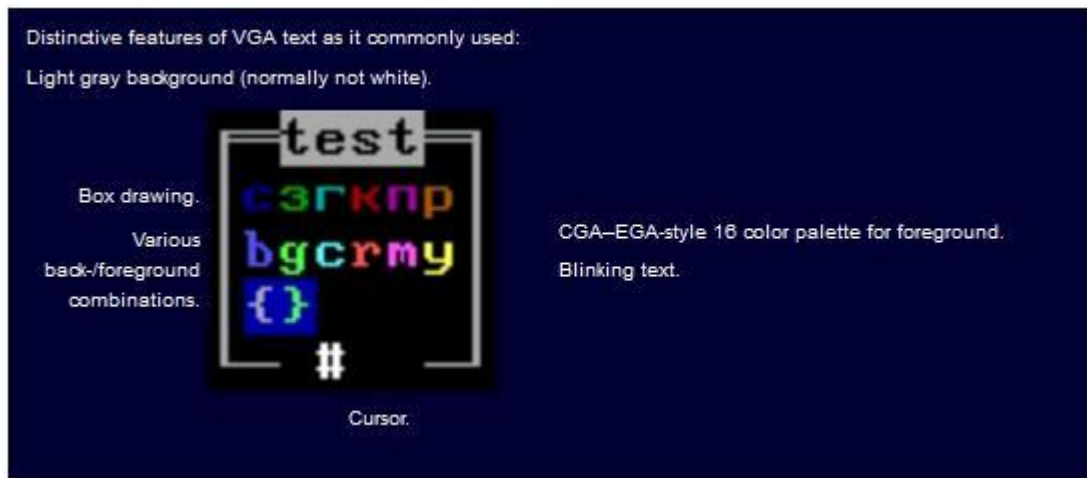 Distinctive features of VGA text as it commonly used:
Light gray background (normally not white).
test
Box drawing.
сзгкпр
Various
back-/foreground
combinations.
bgcrmy
{}
#
CGA–EGA-style 16 color palette for foreground.
Blinking text.
Cursor.